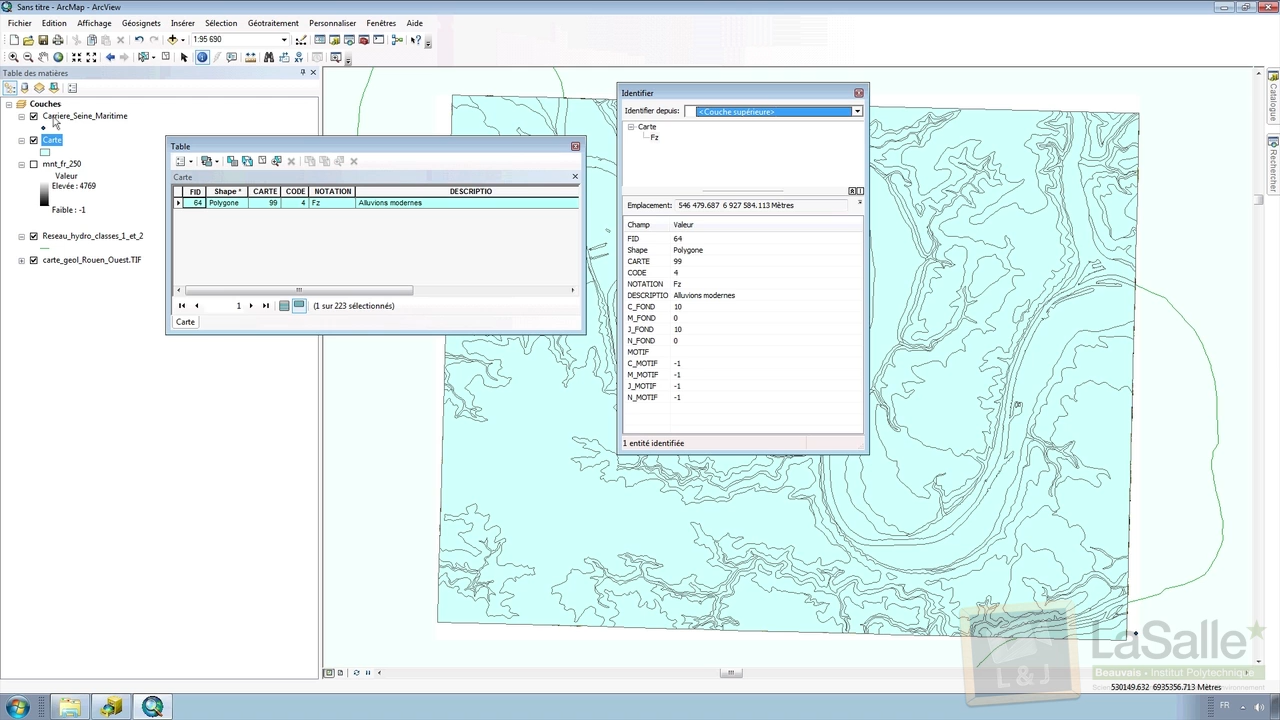 Sans titre - ArcMap - ArcView
Fichier Edition Affichage Géosignets Insérer Sélection Géotraitement Personnaliser Fenêtres Aide
1:95 690
Table des matières
Couches
Carriere_Seine_Maritime
Carte
mnt_fr_250
Valeur
Elevée : 4769
Faible : -1
Reseau_hydro_classes_1_et_2
carte_geol_Rouen_Ouest.TIF
Table
Carte
FID Shape * CARTE CODE NOTATION DESCRIPTIO
64 Polygone 99 4 Fz Alluvions modernes
1 (1 sur 223 sélectionnés)
Carte
Identifier
Identifier depuis: <Couche supérieure>
Carte
Fz
Emplacement: 546 479.687 6 927 584.113 Mètres
Champ Valeur
FID 64
Shape Polygone
CARTE 99
CODE 4
NOTATION Fz
DESCRIPTIO Alluvions modernes
C_FOND 10
M_FOND 0
J_FOND 10
N_FOND 0
MOTIF
C_MOTIF -1
M_MOTIF -1
J_MOTIF -1
N_MOTIF -1
1 entité identifiée
Catalogue
Rechercher
L & J
LaSalle
Beauvais - Institut Polytechnique
530149.632 6935356.713 Mètres
FR